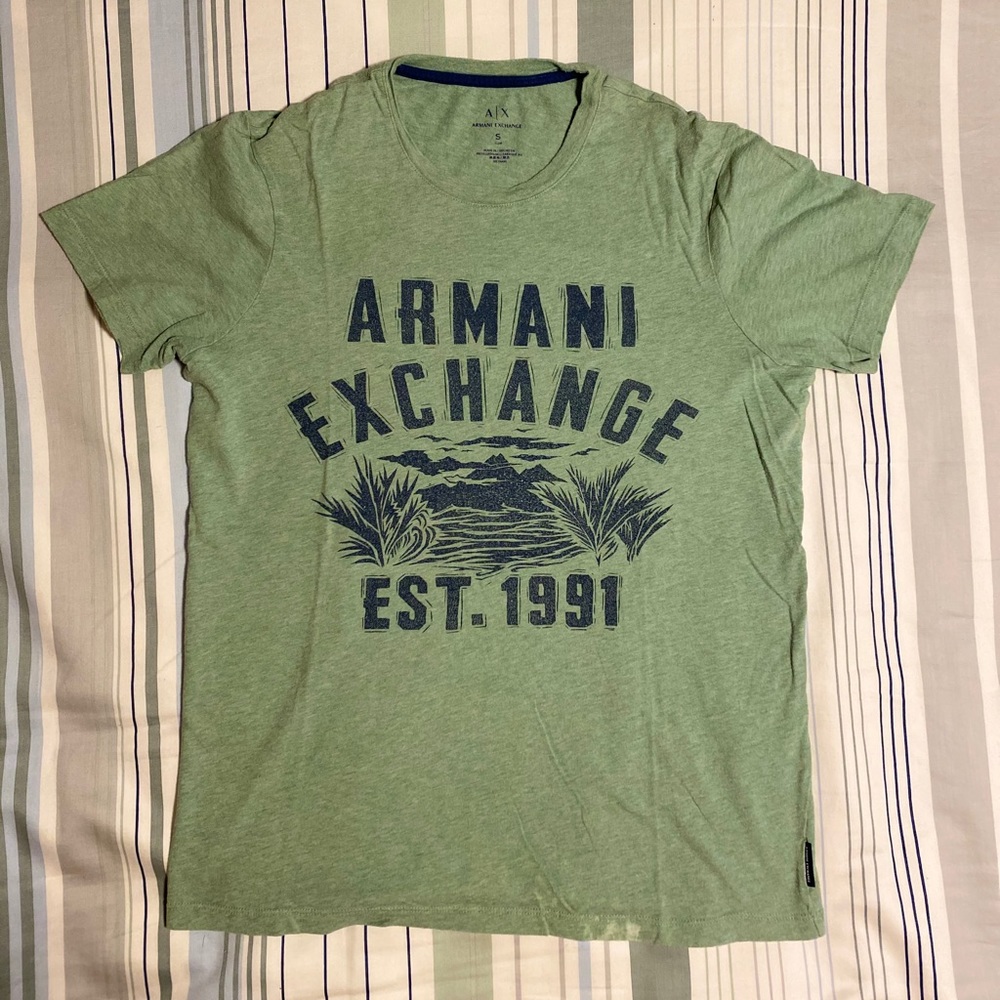 A|X
ARMANI EXCHANGE
S
ARMANI
EXCHANGE
EST. 1991